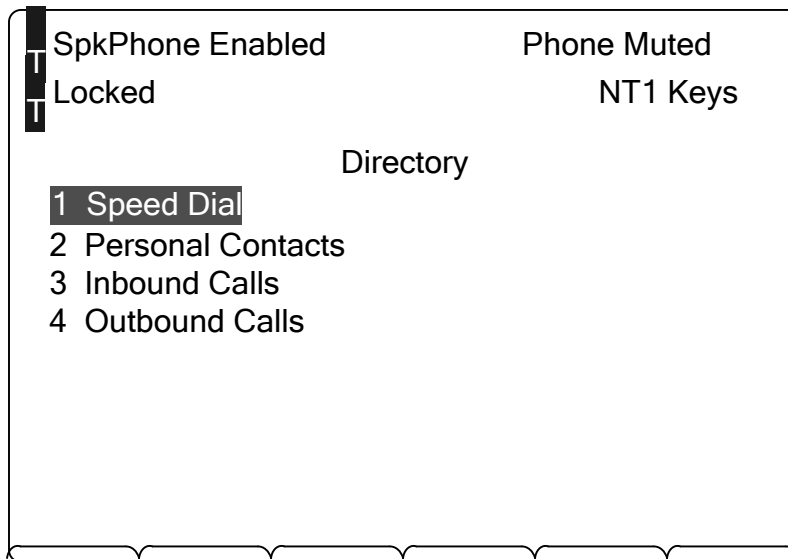 T SpkPhone Enabled Phone Muted
T Locked NT1 Keys
Directory
1 Speed Dial
2 Personal Contacts
3 Inbound Calls
4 Outbound Calls